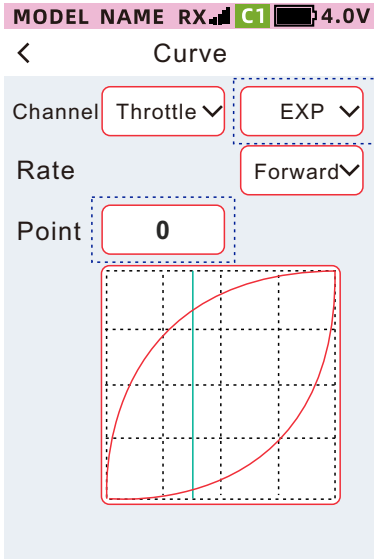 MODEL NAME RX C1 4.0V
Curve
Channel Throttle EXP
Rate Forward
Point 0